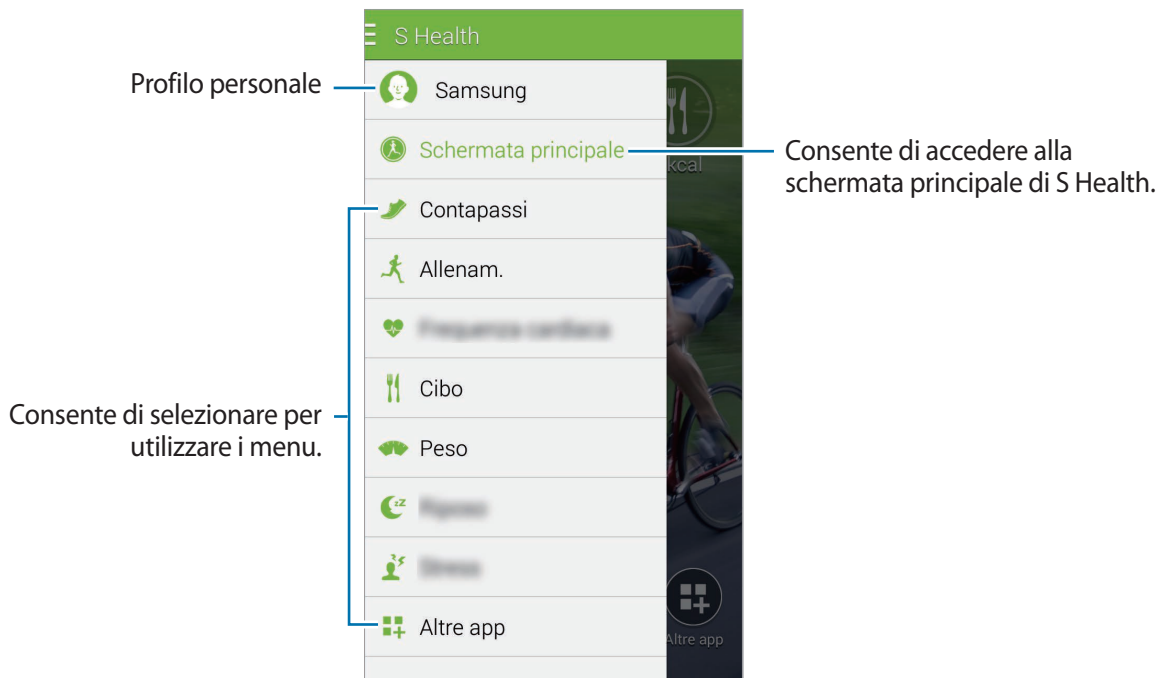 S Health
Profilo personale
Samsung
Schermata principale
Consente di accedere alla
schermata principale di S Health.
kcal
Contapassi
Allenam.
Cibo
Consente di selezionare per
utilizzare i menu.
Peso
Altre app
Altre app